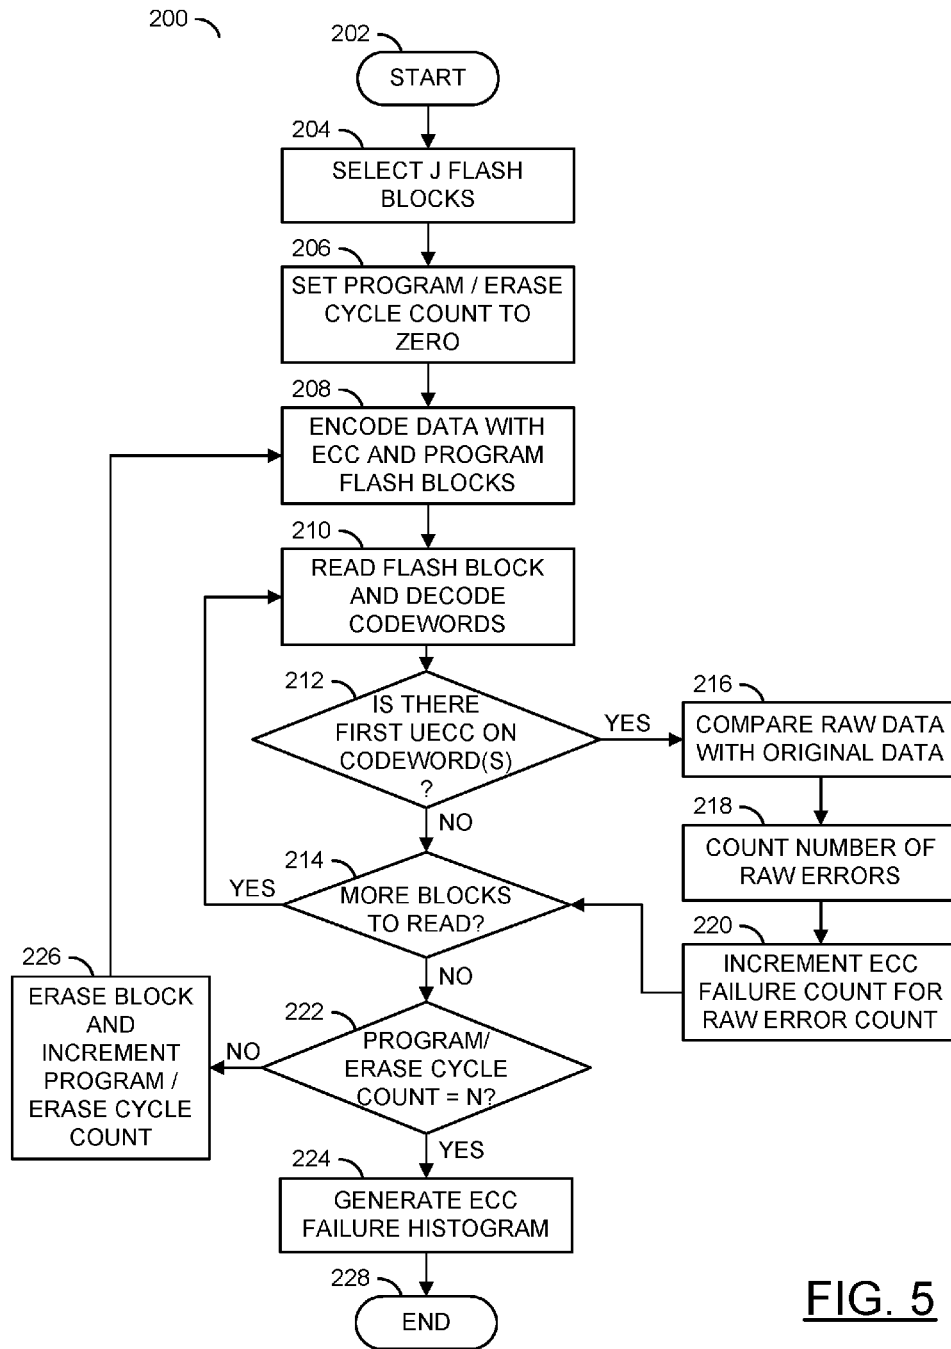 200
202
START
204
SELECT J FLASH
BLOCKS
206
SET PROGRAM / ERASE
CYCLE COUNT TO
ZERO
208
ENCODE DATA WITH
ECC AND PROGRAM
FLASH BLOCKS
210
READ FLASH BLOCK
AND DECODE
CODEWORDS
212
IS THERE
FIRST UECC ON
CODEWORD(S)
?
YES
NO
216
COMPARE RAW DATA
WITH ORIGINAL DATA
218
COUNT NUMBER OF
RAW ERRORS
220
INCREMENT ECC
FAILURE COUNT FOR
RAW ERROR COUNT
214
MORE BLOCKS
TO READ?
YES
NO
222
PROGRAM/
ERASE CYCLE
COUNT = N?
NO
YES
226
ERASE BLOCK
AND
INCREMENT
PROGRAM /
ERASE CYCLE
COUNT
224
GENERATE ECC
FAILURE HISTOGRAM
228
END
FIG. 5